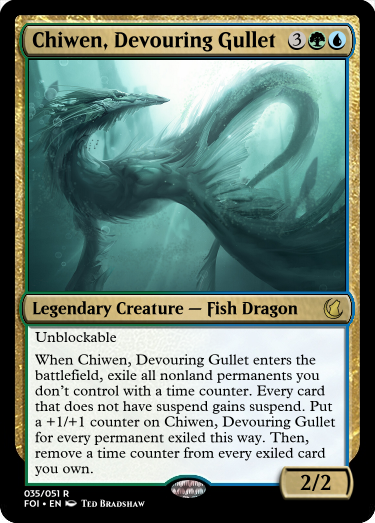 Chiwen, Devouring Gullet 3
Legendary Creature — Fish Dragon
Unblockable
When Chiwen, Devouring Gullet enters the
battlefield, exile all nonland permanents you
don't control with a time counter. Every card
that does not have suspend gains suspend. Put
a +1/+1 counter on Chiwen, Devouring Gullet
for every permanent exiled this way. Then,
remove a time counter from every exiled card
you own.
2/2
035/051 R
FOI • EN Ted Bradshaw